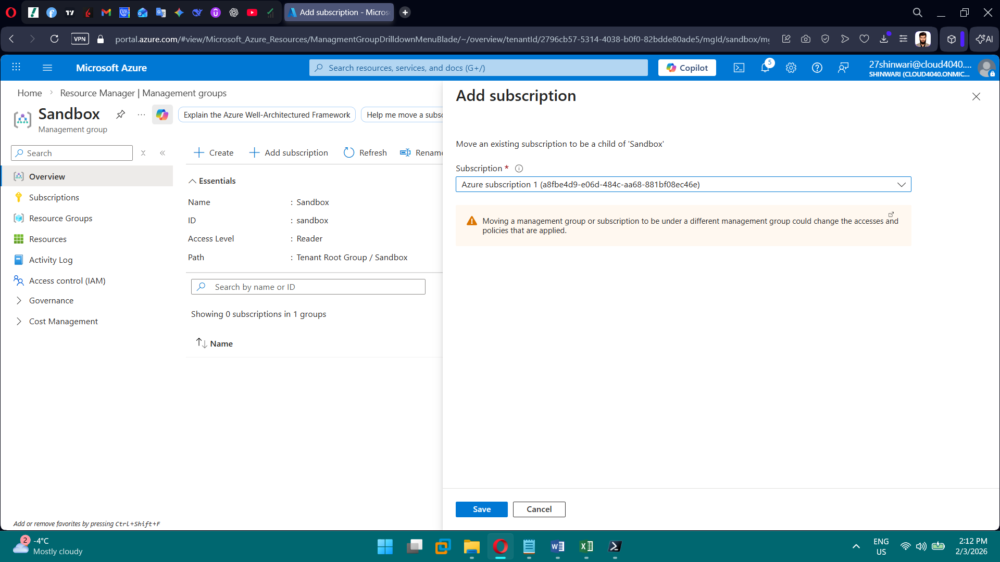 Add subscription - Micros
VPN
portal.azure.com/#view/Microsoft_Azure_Resources/ManagmentGroupDrilldownMenuBlade/~/overview/tenantId/2796cb57-5314-4038-b0f0-82bdde80ade5/mgId/sandbox/mg
AI
Microsoft Azure
Search resources, services, and docs (G+/)
Copilot
5
27shinwari@cloud4040....
SHINWARI (CLOUD4040.ONMIC...
Home
Resource Manager | Management groups
Sandbox
Management group
Explain the Azure Well-Architectured Framework
Help me move a subsc
Search
Create
Add subscription
Refresh
Rename
Overview
Subscriptions
Resource Groups
Resources
Activity Log
Access control (IAM)
Governance
Cost Management
Essentials
Name : Sandbox
ID : sandbox
Access Level : Reader
Path : Tenant Root Group / Sandbox
Search by name or ID
Showing 0 subscriptions in 1 groups
Name
Add subscription
Move an existing subscription to be a child of 'Sandbox'
Subscription *
Azure subscription 1 (a8fbe4d9-e06d-484c-aa68-881bf08ec46e)
Moving a management group or subscription to be under a different management group could change the accesses and
policies that are applied.
Save
Cancel
Add or remove favorites by pressing Ctrl+Shift+F
2
-4°C
Mostly cloudy
ENG
US
2:12 PM
2/3/2026